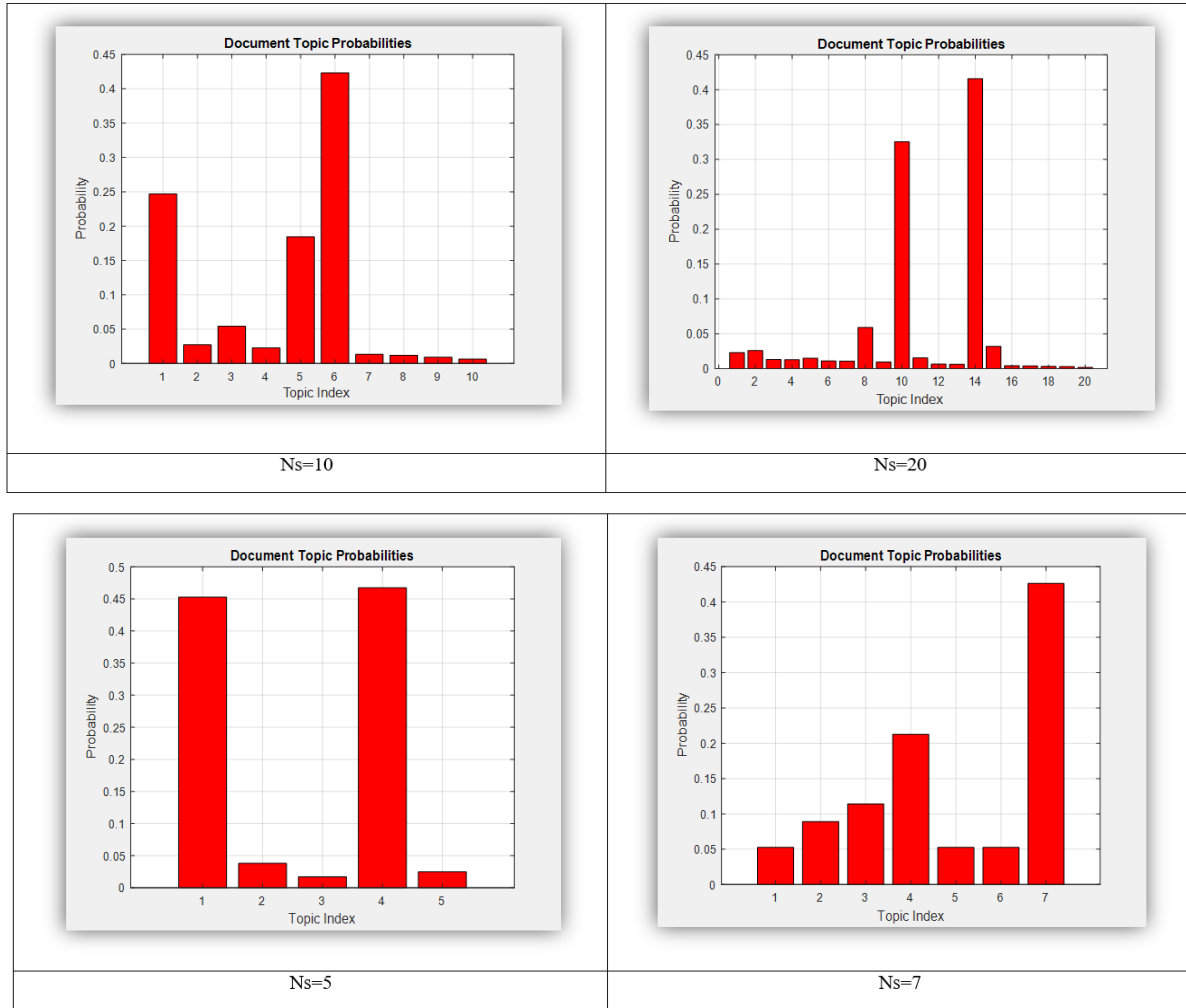 Document Topic Probabilities
0.45
0.4
0.35
0.3
0.25
0.2
0.15
0.1
0.05
0
Probability
1 2 3 4 5 6 7 8 9 10
Topic Index
Ns=10
Document Topic Probabilities
0.45
0.4
0.35
0.3
0.25
0.2
0.15
0.1
0.05
0
Probability
0 2 4 6 8 10 12 14 16 18 20
Topic Index
Ns=20
Document Topic Probabilities
0.5
0.45
0.4
0.35
0.3
0.25
0.2
0.15
0.1
0.05
0
Probability
1 2 3 4 5
Topic Index
Ns=5
Document Topic Probabilities
0.45
0.4
0.35
0.3
0.25
0.2
0.15
0.1
0.05
0
Probability
1 2 3 4 5 6 7
Topic Index
Ns=7